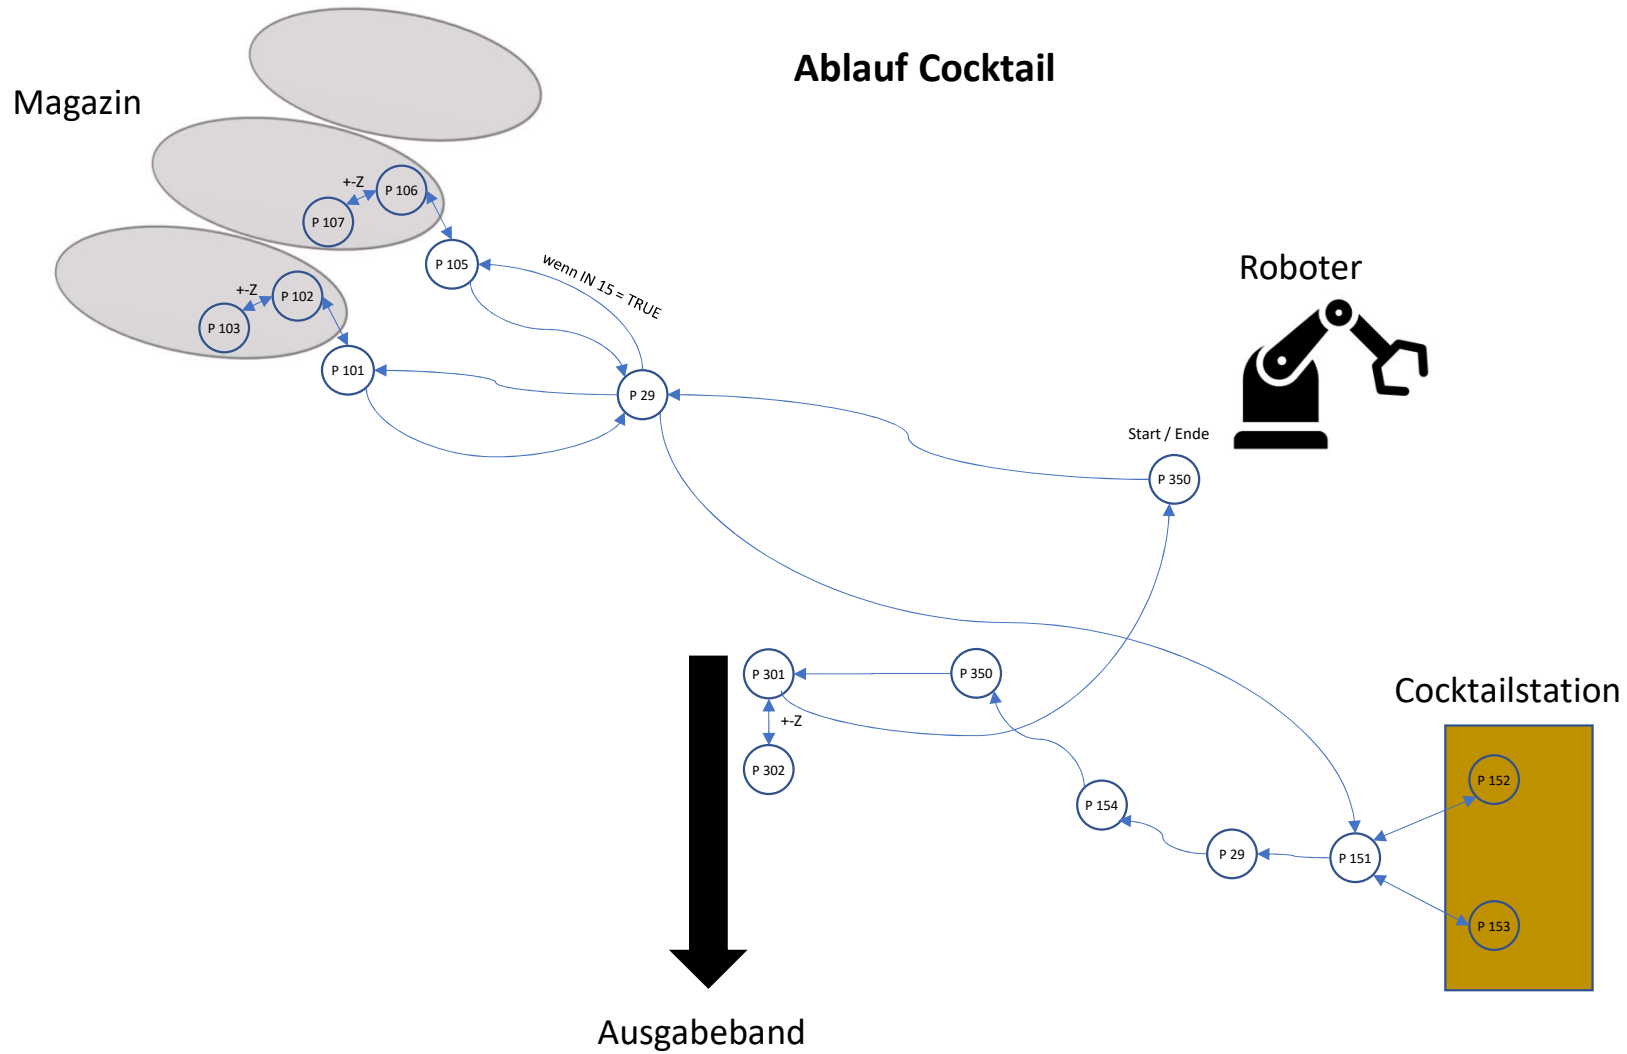 Ablauf Cocktail
Magazin
+-Z
P 106
P 107
P 105
wenn IN 15 = TRUE
+-Z
P 102
P 103
P 101
P 29
Roboter
Start / Ende
P 350
P 301
P 350
+-Z
P 302
Cocktailstation
P 152
P 154
P 29
P 151
P 153
Ausgabeband